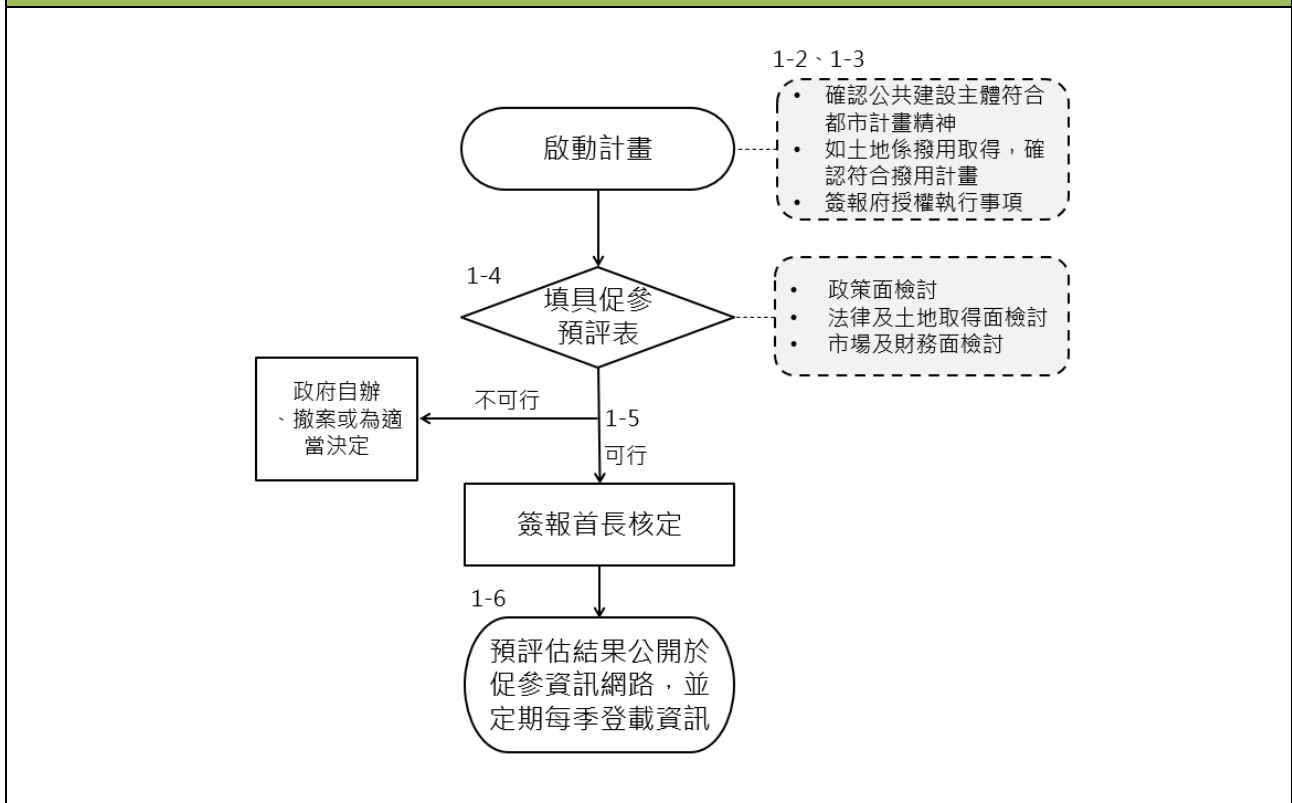 1-2、1-3
啟動計畫
• 確認公共建設主體符合
都市計畫精神
• 如土地係撥用取得，確
認符合撥用計畫
• 簽報府授權執行事項
1-4
填具促參
預評表
• 政策面檢討
• 法律及土地取得面檢討
• 市場及財務面檢討
政府自辦
、撤案或為適
當決定
不可行
1-5
可行
簽報首長核定
1-6
預評估結果公開於
促參資訊網路，並
定期每季登載資訊